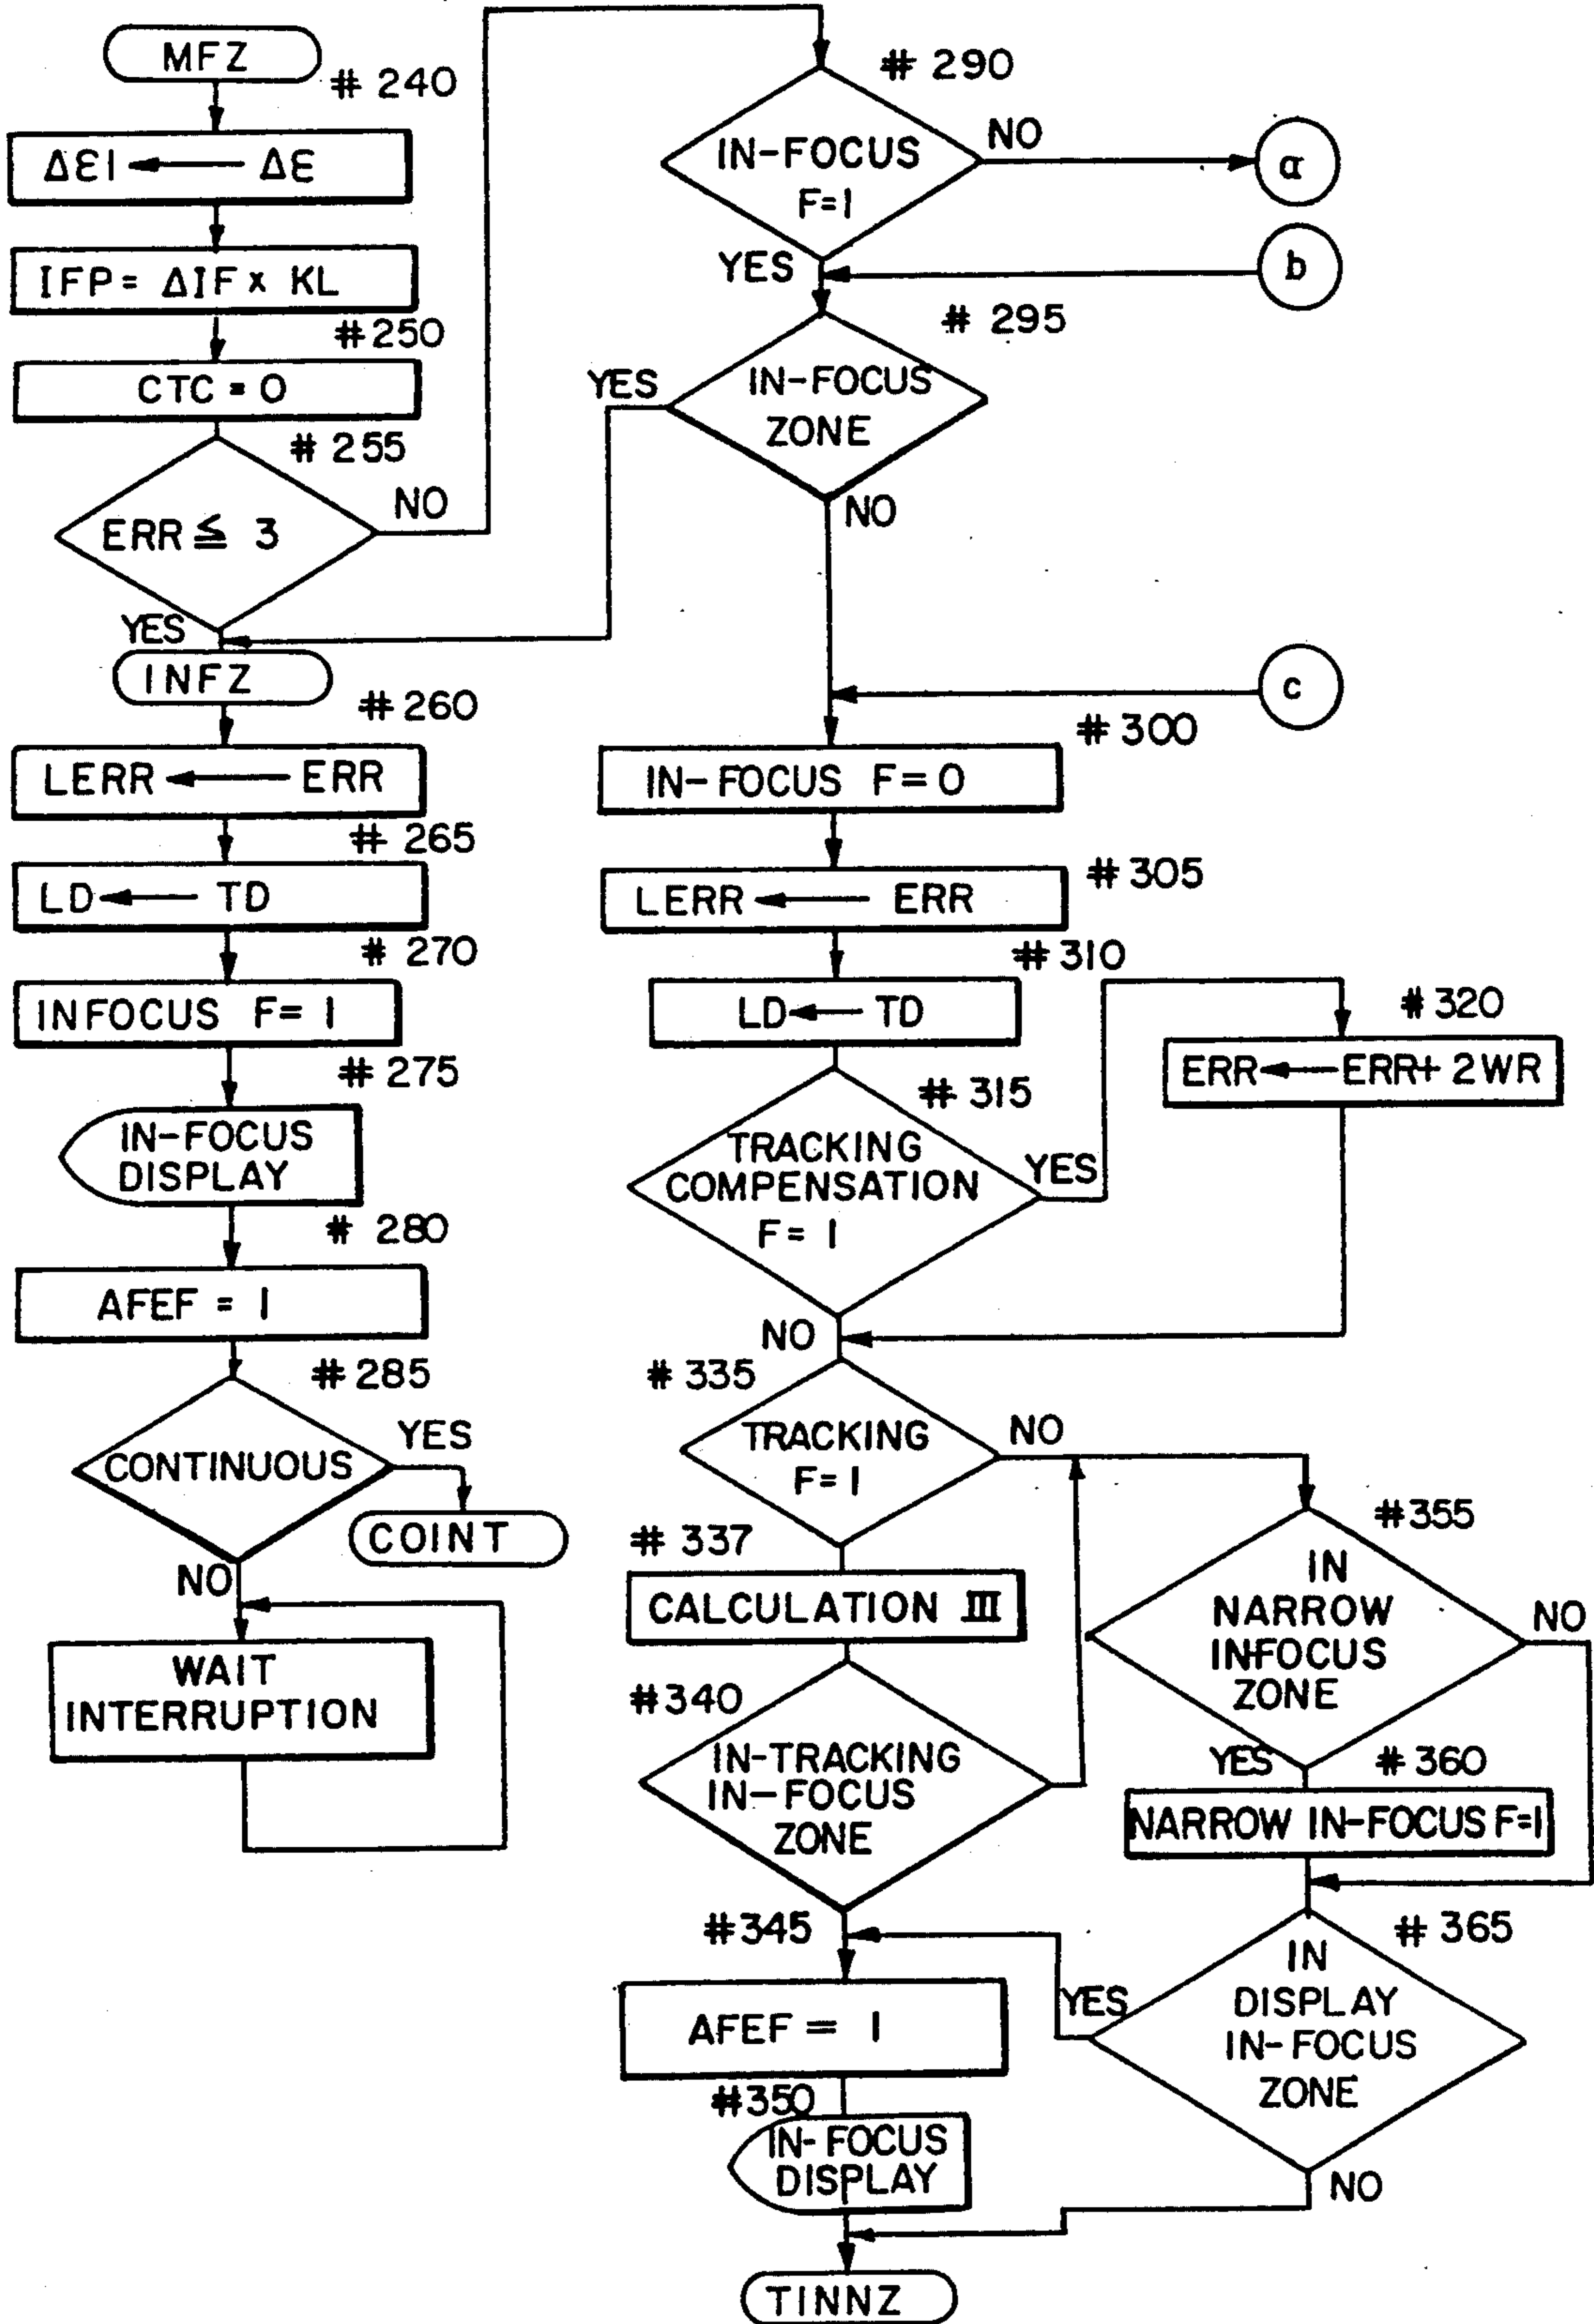 MFZ
# 240
ΔƐ1 ← Δε
IFP = ΔIF x KL
# 250
CTC = 0
# 255
ERR ≦ 3
NO
YES
INFZ
# 260
LERR ← ERR
# 265
LD ← TD
# 270
INFOCUS F= 1
# 275
IN-FOCUS
DISPLAY
# 280
AFEF = 1
# 285
CONTINUOUS
YES
COINT
NO
WAIT
INTERRUPTION
# 290
IN-FOCUS
F=1
NO
a
YES
b
# 295
IN-FOCUS
ZONE
YES
NO
c
# 300
IN-FOCUS F=0
# 305
LERR ← ERR
# 310
LD ← TD
# 315
TRACKING
COMPENSATION
F= 1
YES
# 320
ERR ← ERR+ 2WR
NO
# 335
TRACKING
F=1
NO
# 337
CALCULATION III
#340
IN-TRACKING
IN-FOCUS
ZONE
#345
AFEF = 1
#350
IN-FOCUS
DISPLAY
TINNZ
#355
IN
NARROW
INFOCUS
ZONE
NO
YES
# 360
NARROW IN-FOCUS F=1
# 365
IN
DISPLAY
IN-FOCUS
ZONE
YES
NO